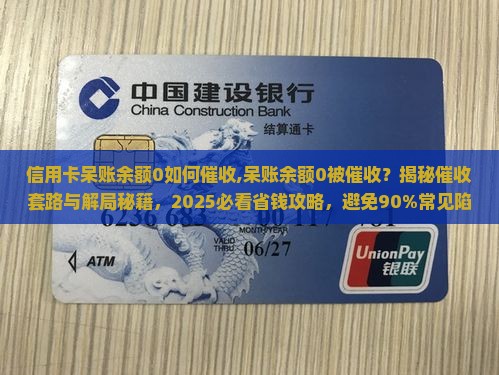 中国建设银行
China Construction Bank
结算通卡
信用卡呆账余额0如何催收,呆账余额0被催收？揭秘催收
套路与解局秘籍，2025必看省钱攻略，避免90%常见陷
ATM
06/27
UnionPay
银联